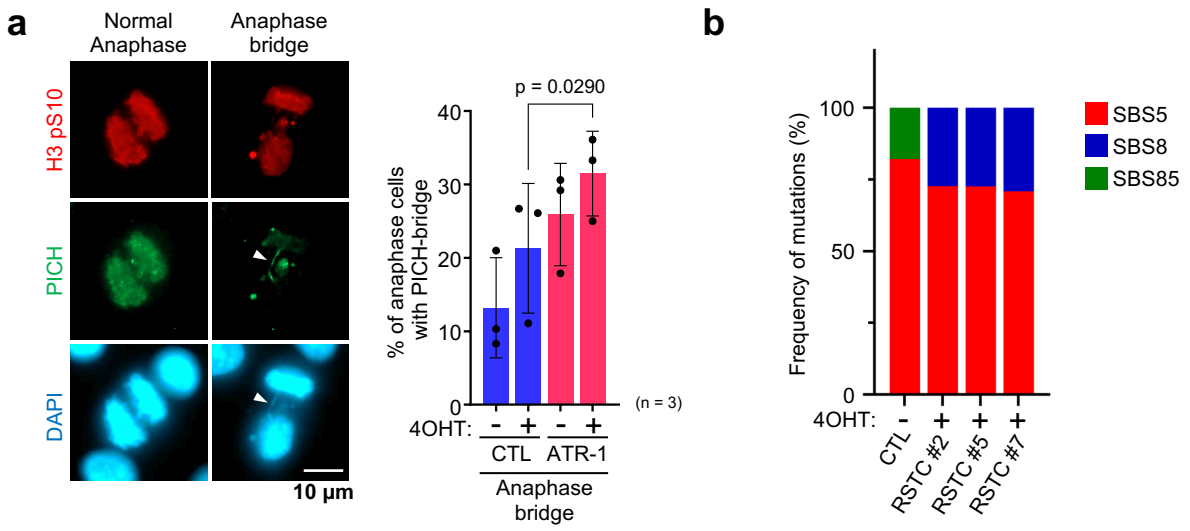 a
Normal
Anaphase
Anaphase
bridge
H3 pS10
PICH
DAPI
10 µm
p = 0.0290
% of anaphase cells
with PICH-bridge
40
30
20
10
0
(n = 3)
4OHT: - + - +
CTL ATR-1
Anaphase
bridge
b
Frequency of mutations (%)
100
50
0
SBS5
SBS8
SBS85
4OHT: - + + +
CTL
RSTC #2
RSTC #5
RSTC #7